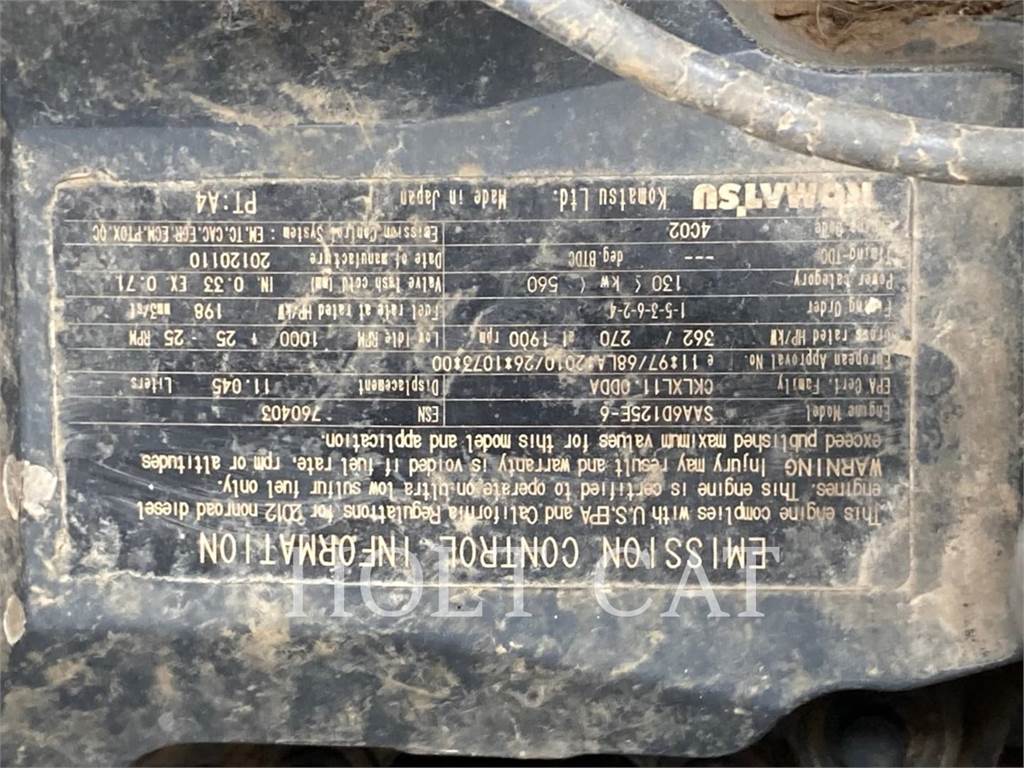 EMISSION CONTROL INFORMATION
This engine complies with U.S.EPA and California Regulations for 2012 nonroad diesel
engines. This engine is certified to operate on ultra low sulfur fuel only.
WARNING Injury may result and warranty is voided if fuel rate, rpm or altitudes
exceed published maximum values for this model and application.
Engine Model SAA6D125E-6 ESN 760403
EPA Cert. Family CKLXL11.0DDA Displacement 11.045 Liters
European Approval No. e 11*97/68LA*2010/26*1073*00
Gross rated HP/kW 362 / 270 at 1900 rpm Low Idle RPM 1000 + 25 - 25 RPM
Firing Order 1-5-3-6-2-4 Fuel rate at rated HP/kW 198 mm3/st
Power Category 130 ≤ kW ≤ 560 Valve lash cold (mm) IN 0.33 EX 0.71
Timing-TDC --- deg BTDC Date of manufacture 20120110
4C02 Emission Control System : EM.TC.CAC.EGR.ECM.PTOX.OC
KOMATSU Komatsu Ltd. Made in Japan PT:A4
HOLT CAT